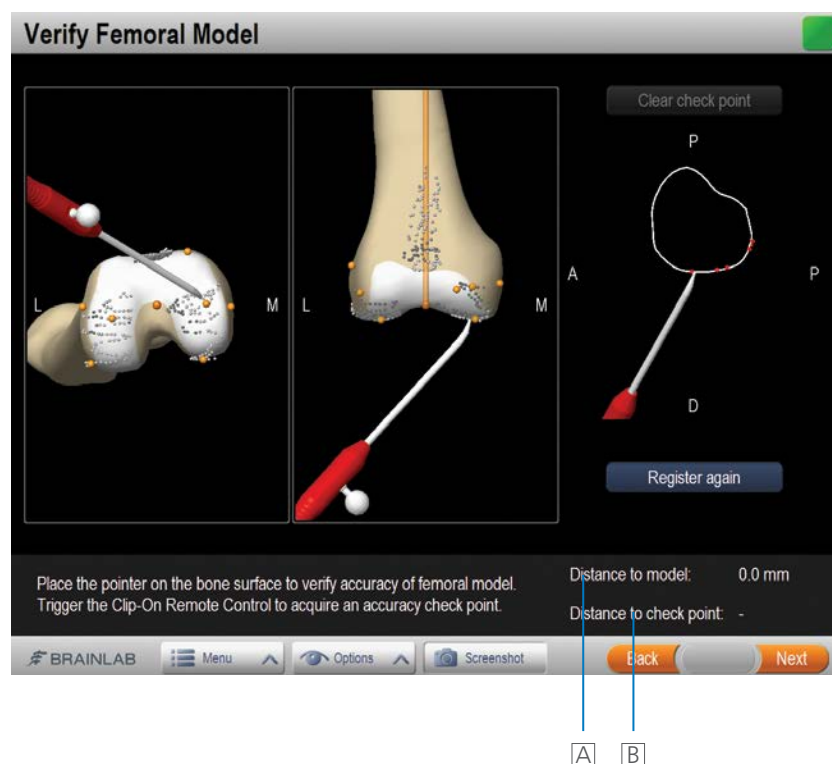 Verify Femoral Model
Clear check point
P
L
M
L
M
A
P
D
Register again
Place the pointer on the bone surface to verify accuracy of femoral model.
Trigger the Clip-On Remote Control to acquire an accuracy check point.
Distance to model: 0.0 mm
Distance to check point: -
BRAINLAB Menu Options Screenshot Back Next
A B